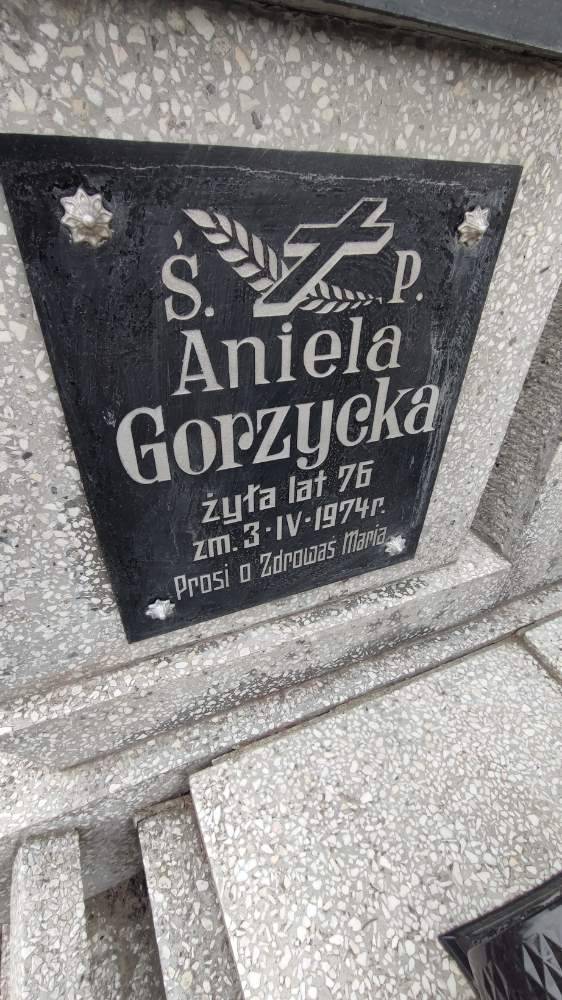 Ś. P.
Aniela
Gorzycka
żyła lat 76
zm. 3·IV·1974r.
Prosi o Zdrowaś Maria